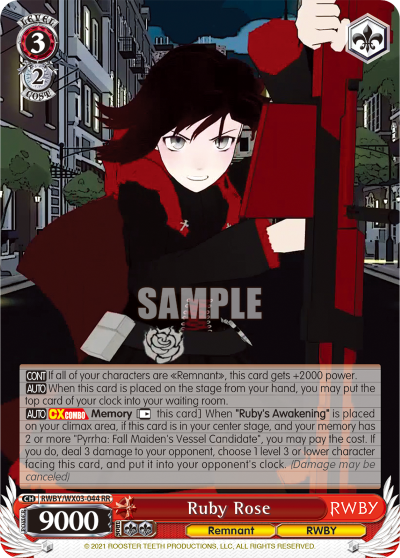 LEVEL
3
2
COST
SAMPLE
CONT If all of your characters are «Remnant», this card gets +2000 power.
AUTO When this card is placed on the stage from your hand, you may put the
top card of your clock into your waiting room.
AUTO CX COMBO Memory [ this card] When "Ruby's Awakening" is placed
on your climax area, if this card is in your center stage, and your memory has
2 or more "Pyrrha: Fall Maiden's Vessel Candidate", you may pay the cost. If
you do, deal 3 damage to your opponent, choose 1 level 3 or lower character
facing this card, and put it into your opponent's clock. (Damage may be
canceled)
CH RWBY/WX03-044 RR
POWER 9000 SOUL
Ruby Rose
RWBY
Remnant RWBY
© 2021 ROOSTER TEETH PRODUCTIONS, LLC, ALL RIGHTS RESERVED.